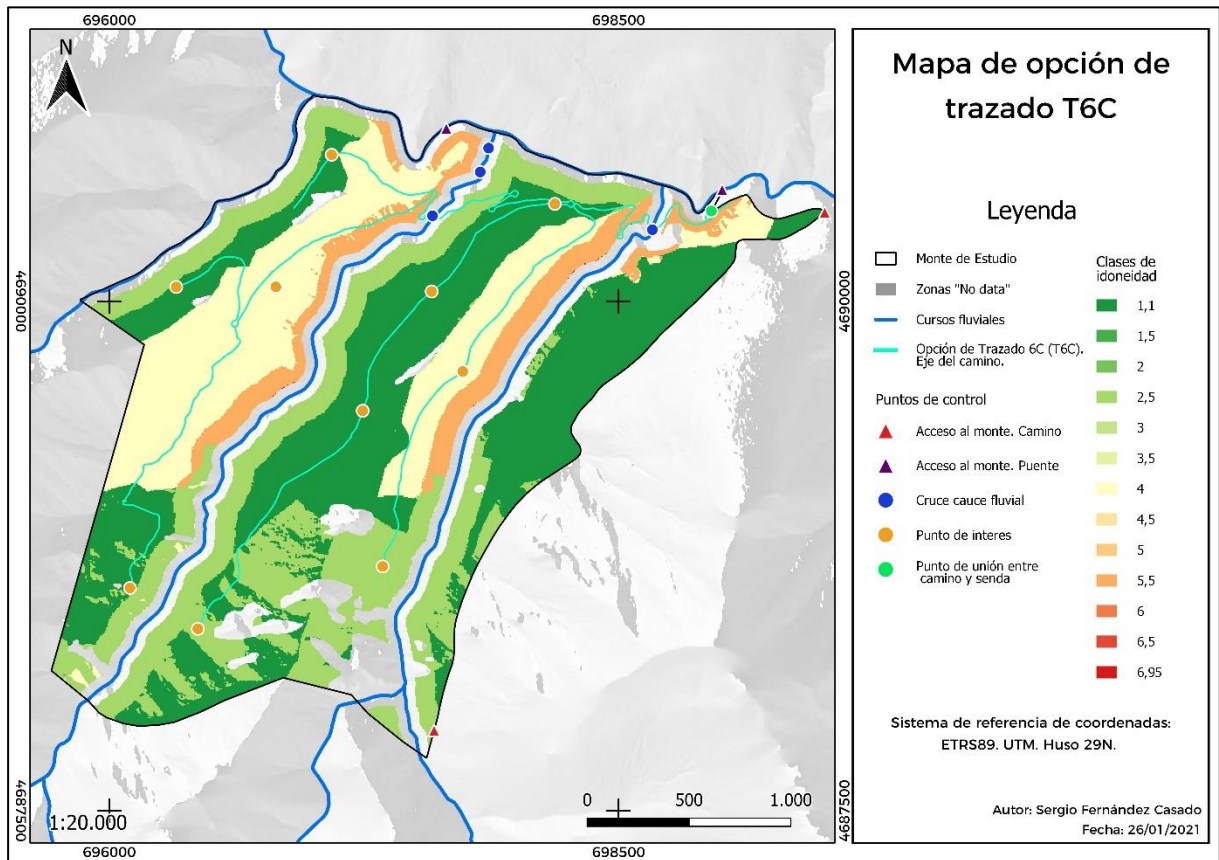 696000
698500
N
4690000
4690000
4687500
4687500
1:20.000
0 500 1.000
696000
698500
Mapa de opción de
trazado T6C
Leyenda
Monte de Estudio
Zonas "No data"
Cursos fluviales
Opción de Trazado 6C (T6C).
Eje del camino.
Puntos de control
Acceso al monte. Camino
Acceso al monte. Puente
Cruce cauce fluvial
Punto de interes
Punto de unión entre
camino y senda
Clases de
idoneidad
1,1
1,5
2
2,5
3
3,5
4
4,5
5
5,5
6
6,5
6,95
Sistema de referencia de coordenadas:
ETRS89. UTM. Huso 29N.
Autor: Sergio Fernández Casado
Fecha: 26/01/2021